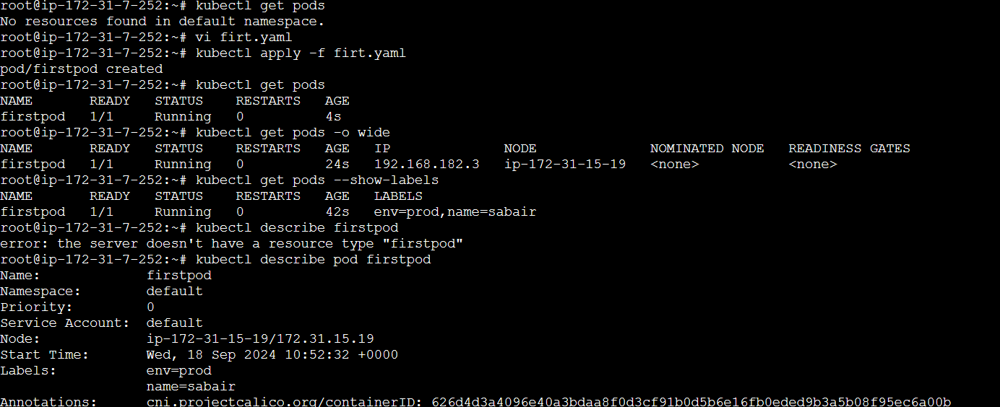 root@ip-172-31-7-252:~# kubectl get pods
No resources found in default namespace.
root@ip-172-31-7-252:~# vi firt.yaml
root@ip-172-31-7-252:~# kubectl apply -f firt.yaml
pod/firstpod created
root@ip-172-31-7-252:~# kubectl get pods
NAME       READY   STATUS    RESTARTS   AGE
firstpod   1/1     Running   0          4s
root@ip-172-31-7-252:~# kubectl get pods -o wide
NAME       READY   STATUS    RESTARTS   AGE   IP              NODE              NOMINATED NODE   READINESS GATES
firstpod   1/1     Running   0          24s   192.168.182.3   ip-172-31-15-19   <none>           <none>
root@ip-172-31-7-252:~# kubectl get pods --show-labels
NAME       READY   STATUS    RESTARTS   AGE   LABELS
firstpod   1/1     Running   0          42s   env=prod,name=sabair
root@ip-172-31-7-252:~# kubectl describe firstpod
error: the server doesn't have a resource type "firstpod"
root@ip-172-31-7-252:~# kubectl describe pod firstpod
Name:             firstpod
Namespace:        default
Priority:         0
Service Account:  default
Node:             ip-172-31-15-19/172.31.15.19
Start Time:       Wed, 18 Sep 2024 10:52:32 +0000
Labels:           env=prod
                  name=sabair
Annotations:      cni.projectcalico.org/containerID: 626d4d3a4096e40a3bdaa8f0d3cf91b0d5b6e16fb0eded9b3a5b08f95ec6a00b